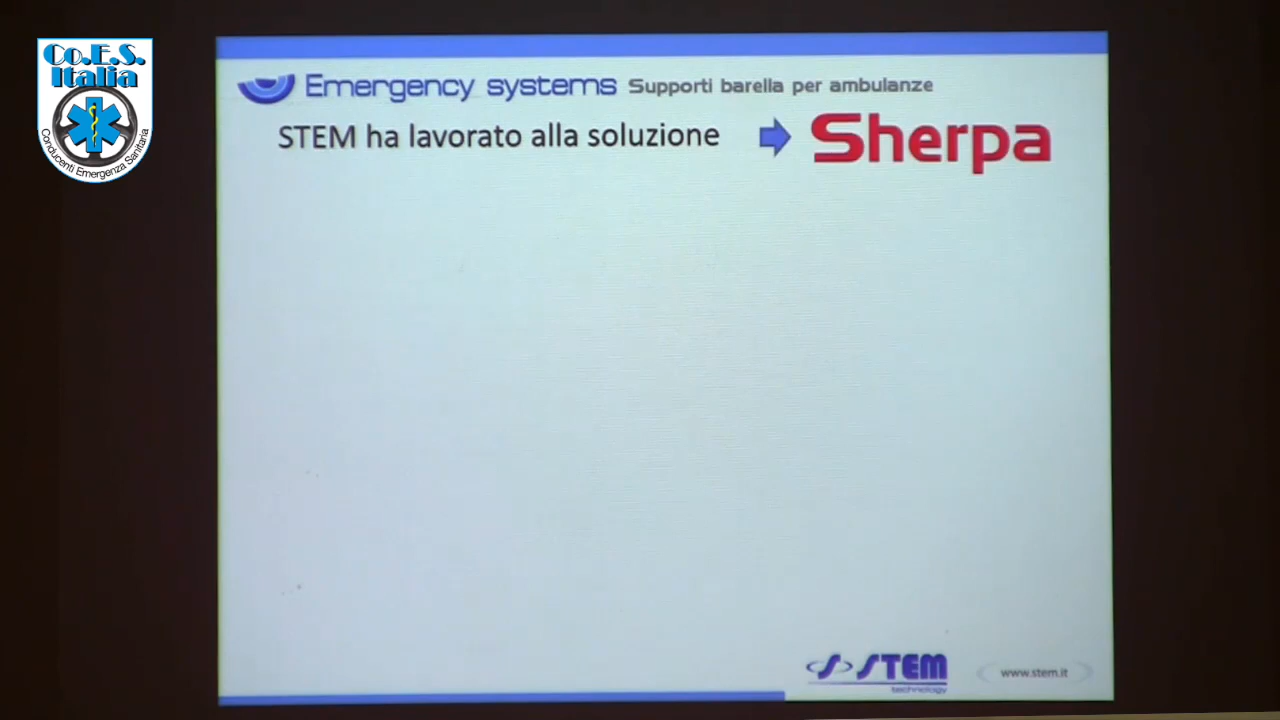 Co.E.S.
Italia
Conducenti Emergenza Sanitaria
Emergency systems Supporti barella per ambulanze
STEM ha lavorato alla soluzione Sherpa
STEM
technology
www.stem.it